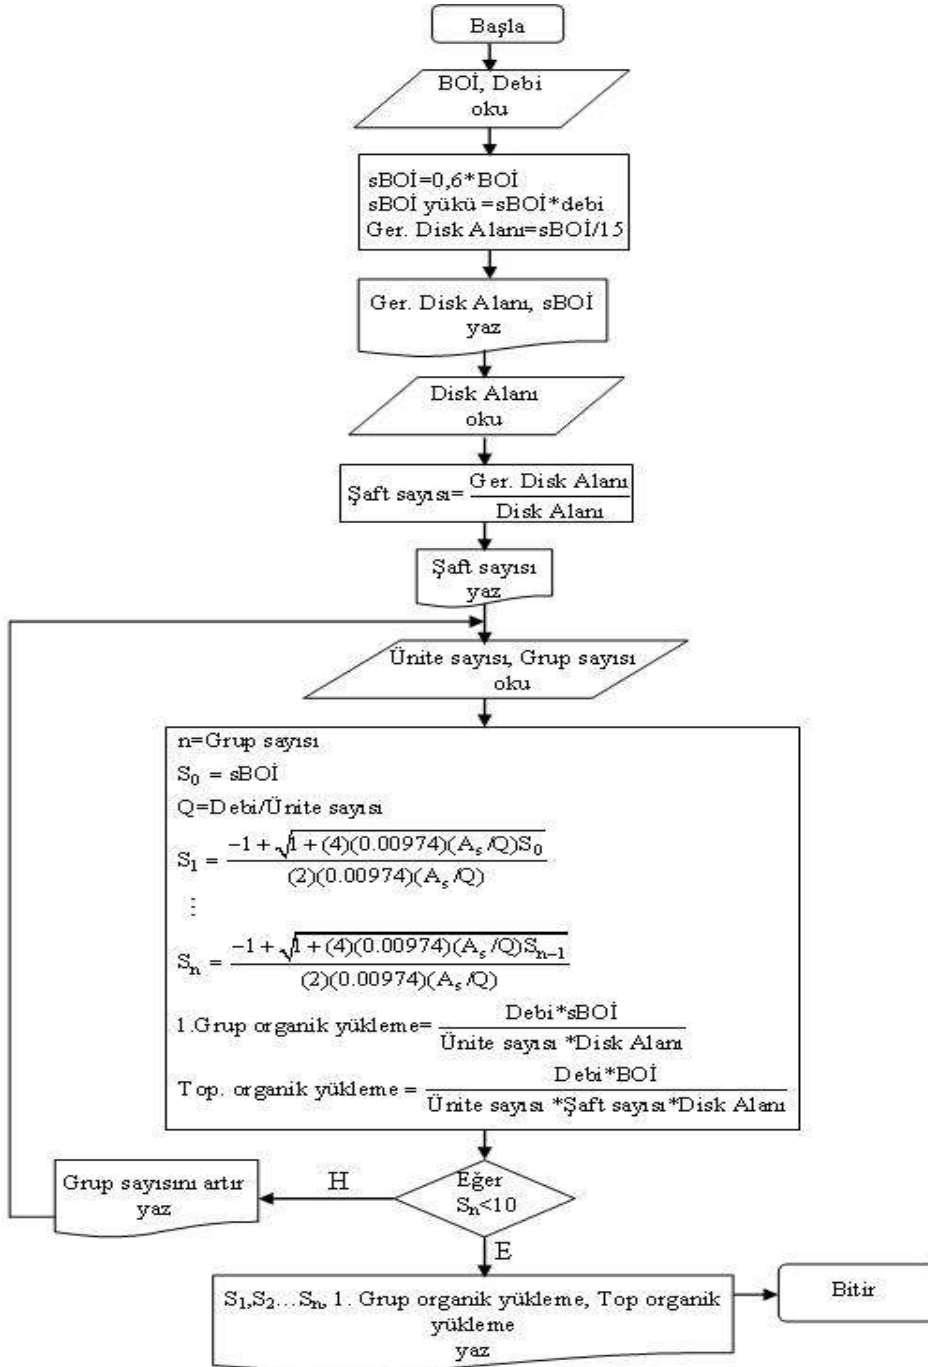 Başla
BOİ, Debi
oku
sBOİ=0,6*BOİ
sBOİ yükü =sBOİ*debi
Ger. Disk Alanı=sBOİ/15
Ger. Disk Alanı, sBOİ
yaz
Disk Alanı
oku
Şaft sayısı= Ger. Disk Alanı / Disk Alanı
Şaft sayısı
yaz
Ünite sayısı, Grup sayısı
oku
n=Grup sayısı
S₀ = sBOİ
Q=Debi/Ünite sayısı
S₁ = (−1 + √(1 + (4)(0.00974)(Aₛ/Q)S₀)) / ((2)(0.00974)(Aₛ/Q))
⋮
Sₙ = (−1 + √(1 + (4)(0.00974)(Aₛ/Q)Sₙ₋₁)) / ((2)(0.00974)(Aₛ/Q))
1.Grup organik yükleme= Debi*sBOİ / Ünite sayısı *Disk Alanı
Top. organik yükleme = Debi*BOİ / Ünite sayısı *Şaft sayısı*Disk Alanı
Eğer
Sₙ<10
H
Grup sayısını artır
yaz
E
S₁,S₂...Sₙ, 1. Grup organik yükleme, Top organik
yükleme
yaz
Bitir